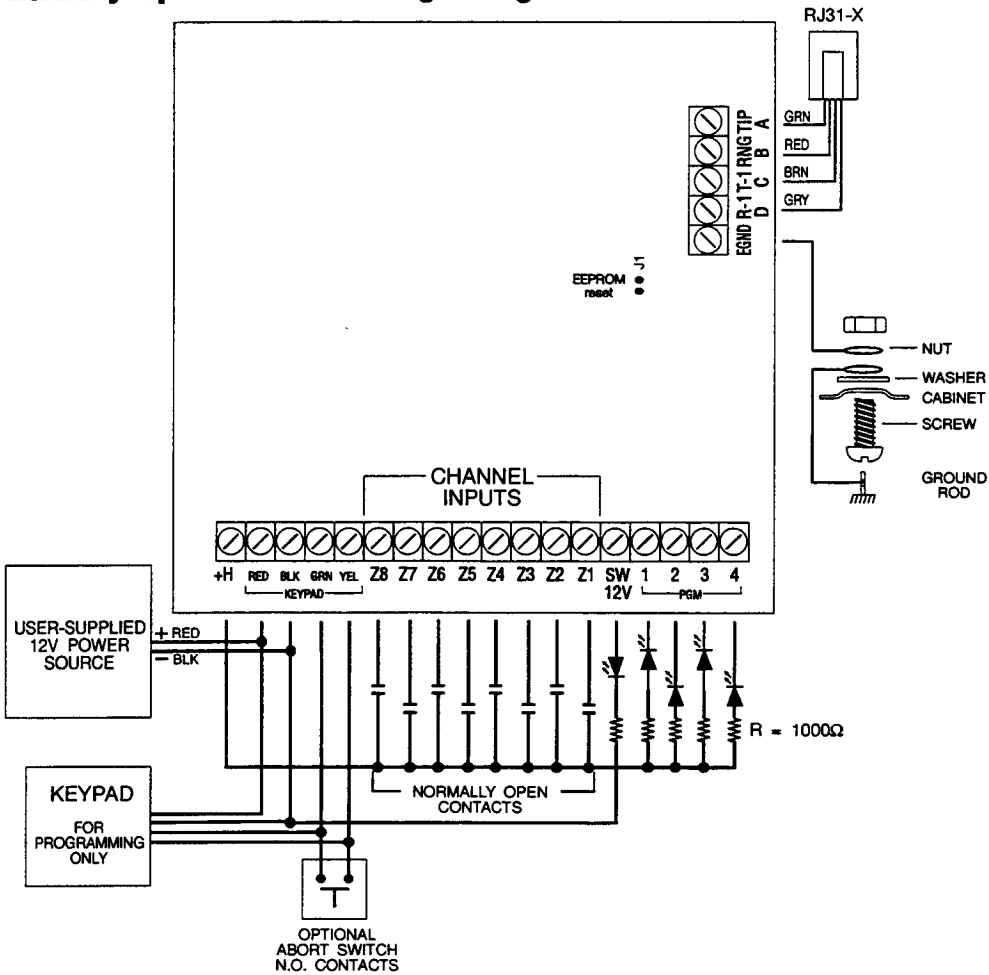 RJ31-X
GRN
RED
BRN
GRY
TIP
RNG
T-1
R-1
EGND
A
B
C
D
J1
EEPROM
reset
NUT
WASHER
CABINET
SCREW
GROUND
ROD
CHANNEL
INPUTS
+H RED BLK GRN YEL Z8 Z7 Z6 Z5 Z4 Z3 Z2 Z1 SW 1 2 3 4
KEYPAD
12V
PGM
USER-SUPPLIED
12V POWER
SOURCE
+ RED
− BLK
R = 1000Ω
NORMALLY OPEN
CONTACTS
KEYPAD
FOR
PROGRAMMING
ONLY
OPTIONAL
ABORT SWITCH
N.O. CONTACTS